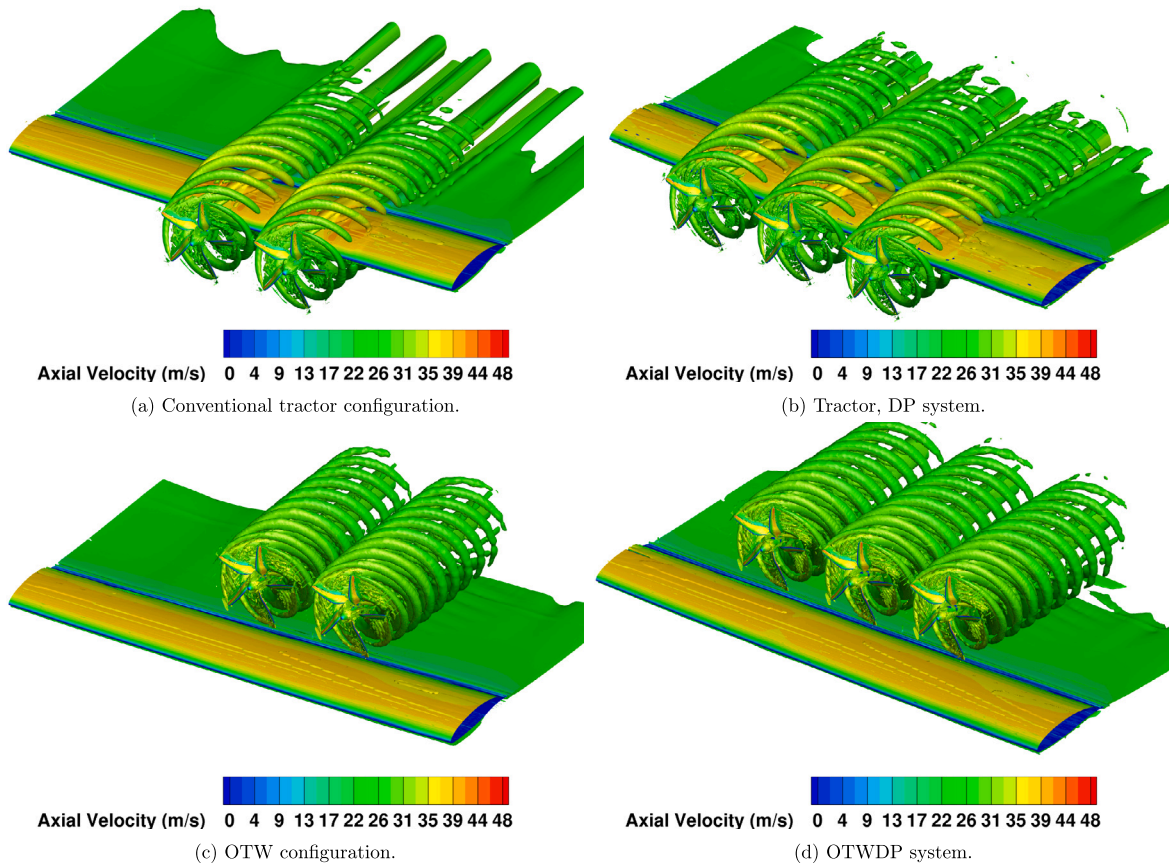 Axial Velocity (m/s) 0 4 9 13 17 22 26 31 35 39 44 48
Axial Velocity (m/s) 0 4 9 13 17 22 26 31 35 39 44 48
(a) Conventional tractor configuration.
(b) Tractor, DP system.
Axial Velocity (m/s) 0 4 9 13 17 22 26 31 35 39 44 48
Axial Velocity (m/s) 0 4 9 13 17 22 26 31 35 39 44 48
(c) OTW configuration.
(d) OTWDP system.